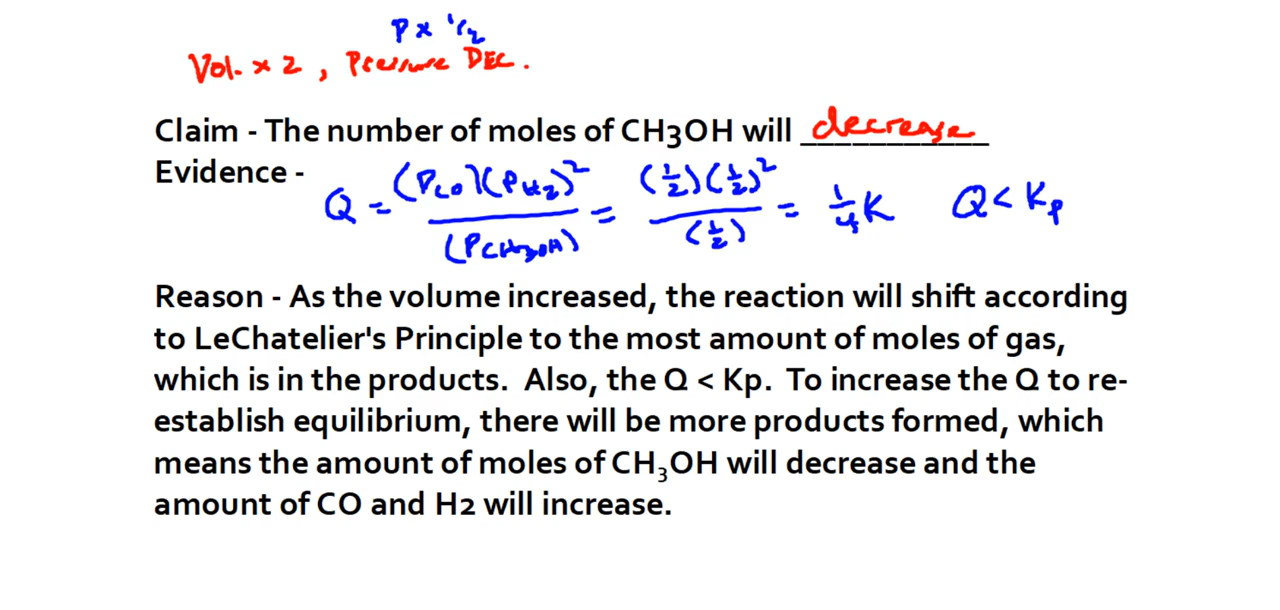 P x 1/2
Vol. x 2, Pressure DEC.
Claim - The number of moles of CH3OH will decrease
Evidence -
Q = (PCO)(PH2)² / (PCH3OH) = (1/2)(1/2)² / (1/2) = 1/4 K Q < Kp
Reason - As the volume increased, the reaction will shift according
to LeChatelier's Principle to the most amount of moles of gas,
which is in the products. Also, the Q < Kp. To increase the Q to re-
establish equilibrium, there will be more products formed, which
means the amount of moles of CH₃OH will decrease and the
amount of CO and H2 will increase.